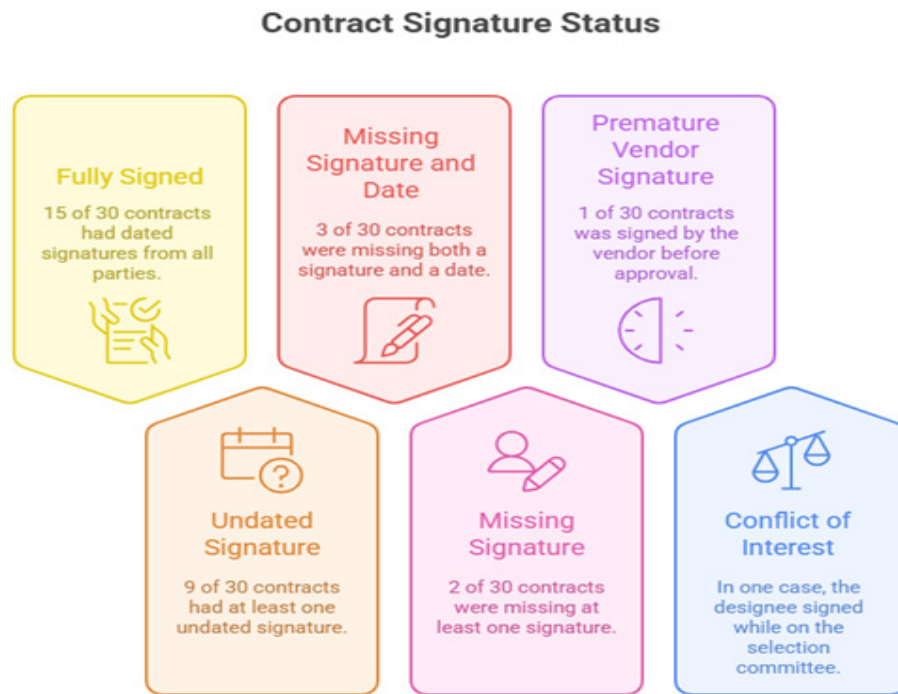 Contract Signature Status
Fully Signed
15 of 30 contracts
had dated
signatures from all
parties.
Missing
Signature and
Date
3 of 30 contracts
were missing both a
signature and a date.
Premature
Vendor
Signature
1 of 30 contracts
was signed by the
vendor before
approval.
?
Undated
Signature
9 of 30 contracts
had at least one
undated signature.
Missing
Signature
2 of 30 contracts
were missing at
least one signature.
Conflict of
Interest
In one case, the
designee signed
while on the
selection
committee.